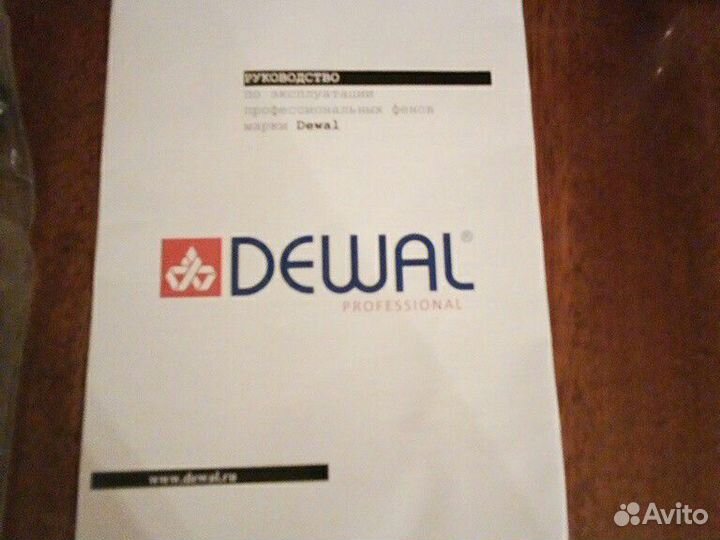 РУКОВОДСТВО
по эксплуатации
профессиональных фенов
марки Dewal
DEWAL®
PROFESSIONAL
www.dewal.ru
Avito